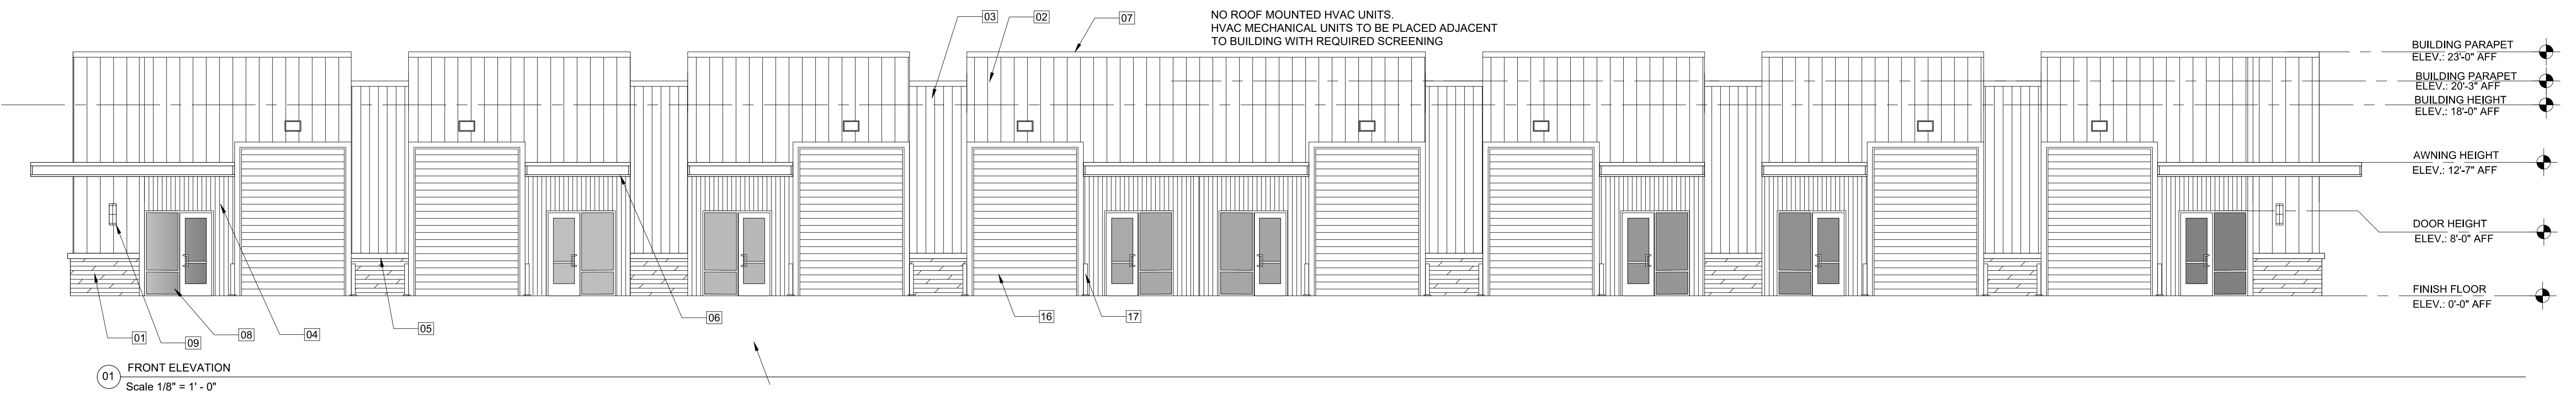 03
02
07
NO ROOF MOUNTED HVAC UNITS.
HVAC MECHANICAL UNITS TO BE PLACED ADJACENT
TO BUILDING WITH REQUIRED SCREENING
BUILDING PARAPET
ELEV.: 23'-0" AFF
BUILDING PARAPET
ELEV.: 20'-3" AFF
BUILDING HEIGHT
ELEV.: 18'-0" AFF
AWNING HEIGHT
ELEV.: 12'-7" AFF
DOOR HEIGHT
ELEV.: 8'-0" AFF
FINISH FLOOR
ELEV.: 0'-0" AFF
01
09
08
04
05
06
16
17
01
FRONT ELEVATION
Scale 1/8" = 1' - 0"